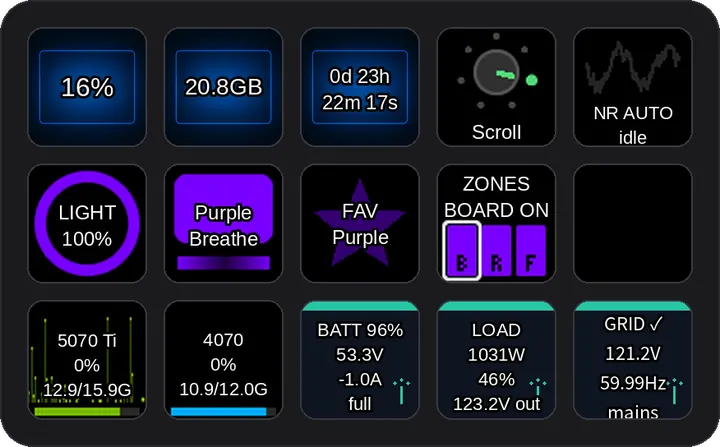 16%
20.8GB
0d 23h
22m 17s
Scroll
NR AUTO
idle
LIGHT
100%
Purple
Breathe
FAV
Purple
ZONES
BOARD ON
B R F
5070 Ti
0%
12.9/15.9G
4070
0%
10.9/12.0G
BATT 96%
53.3V
-1.0A
full
LOAD
1031W
46%
123.2V out
GRID ✓
121.2V
59.99Hz
mains